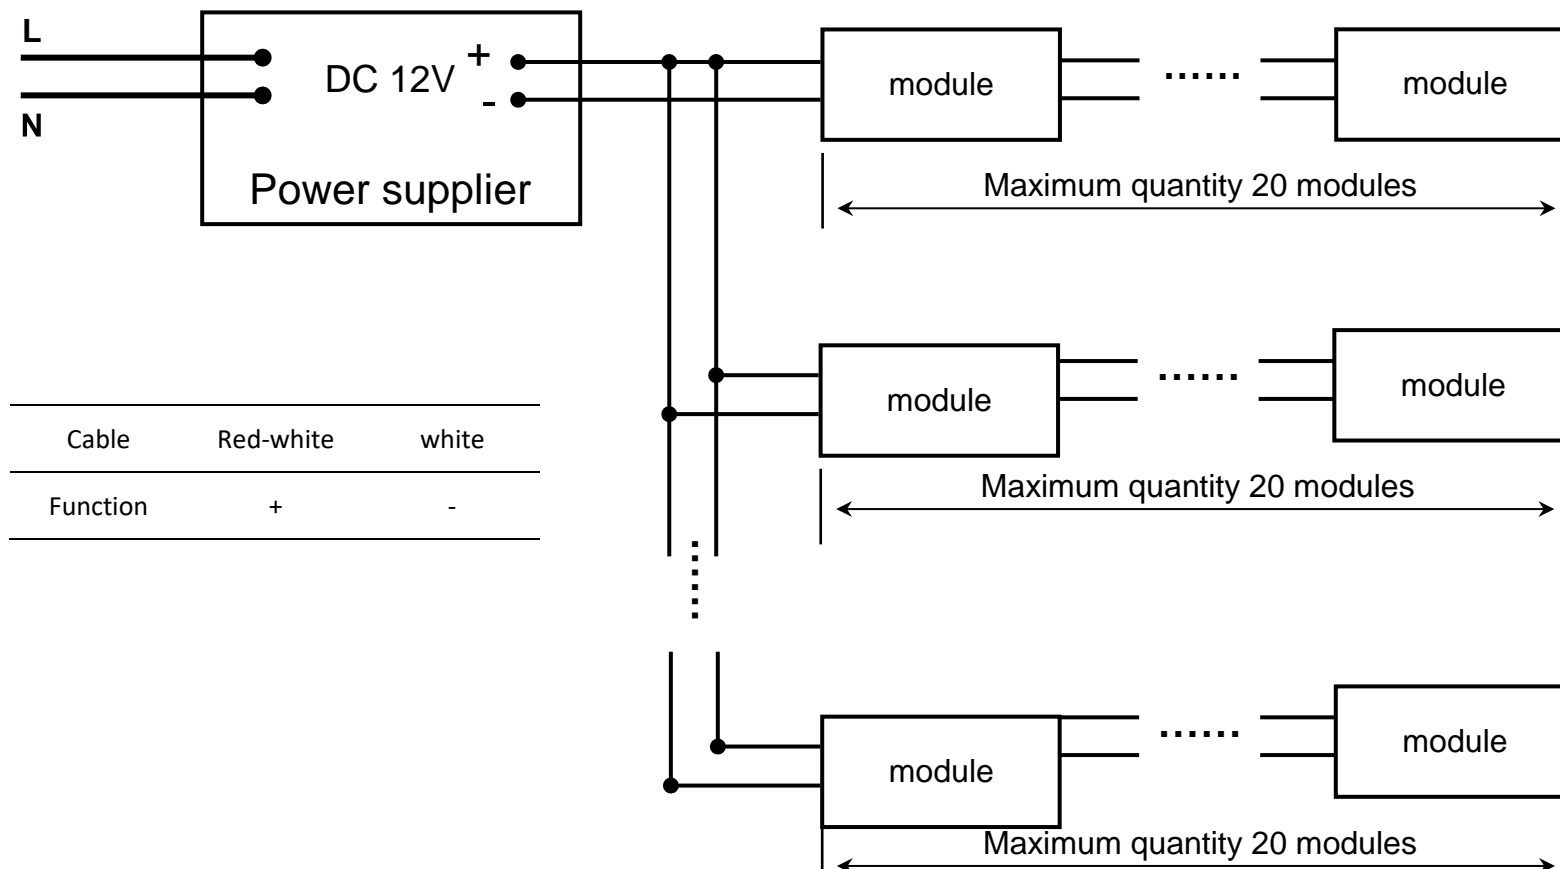 L
N
DC 12V
+
-
Power supplier
module
......
module
Maximum quantity 20 modules
module
......
module
Maximum quantity 20 modules
Cable Red-white white
Function + -
......
module
......
module
Maximum quantity 20 modules